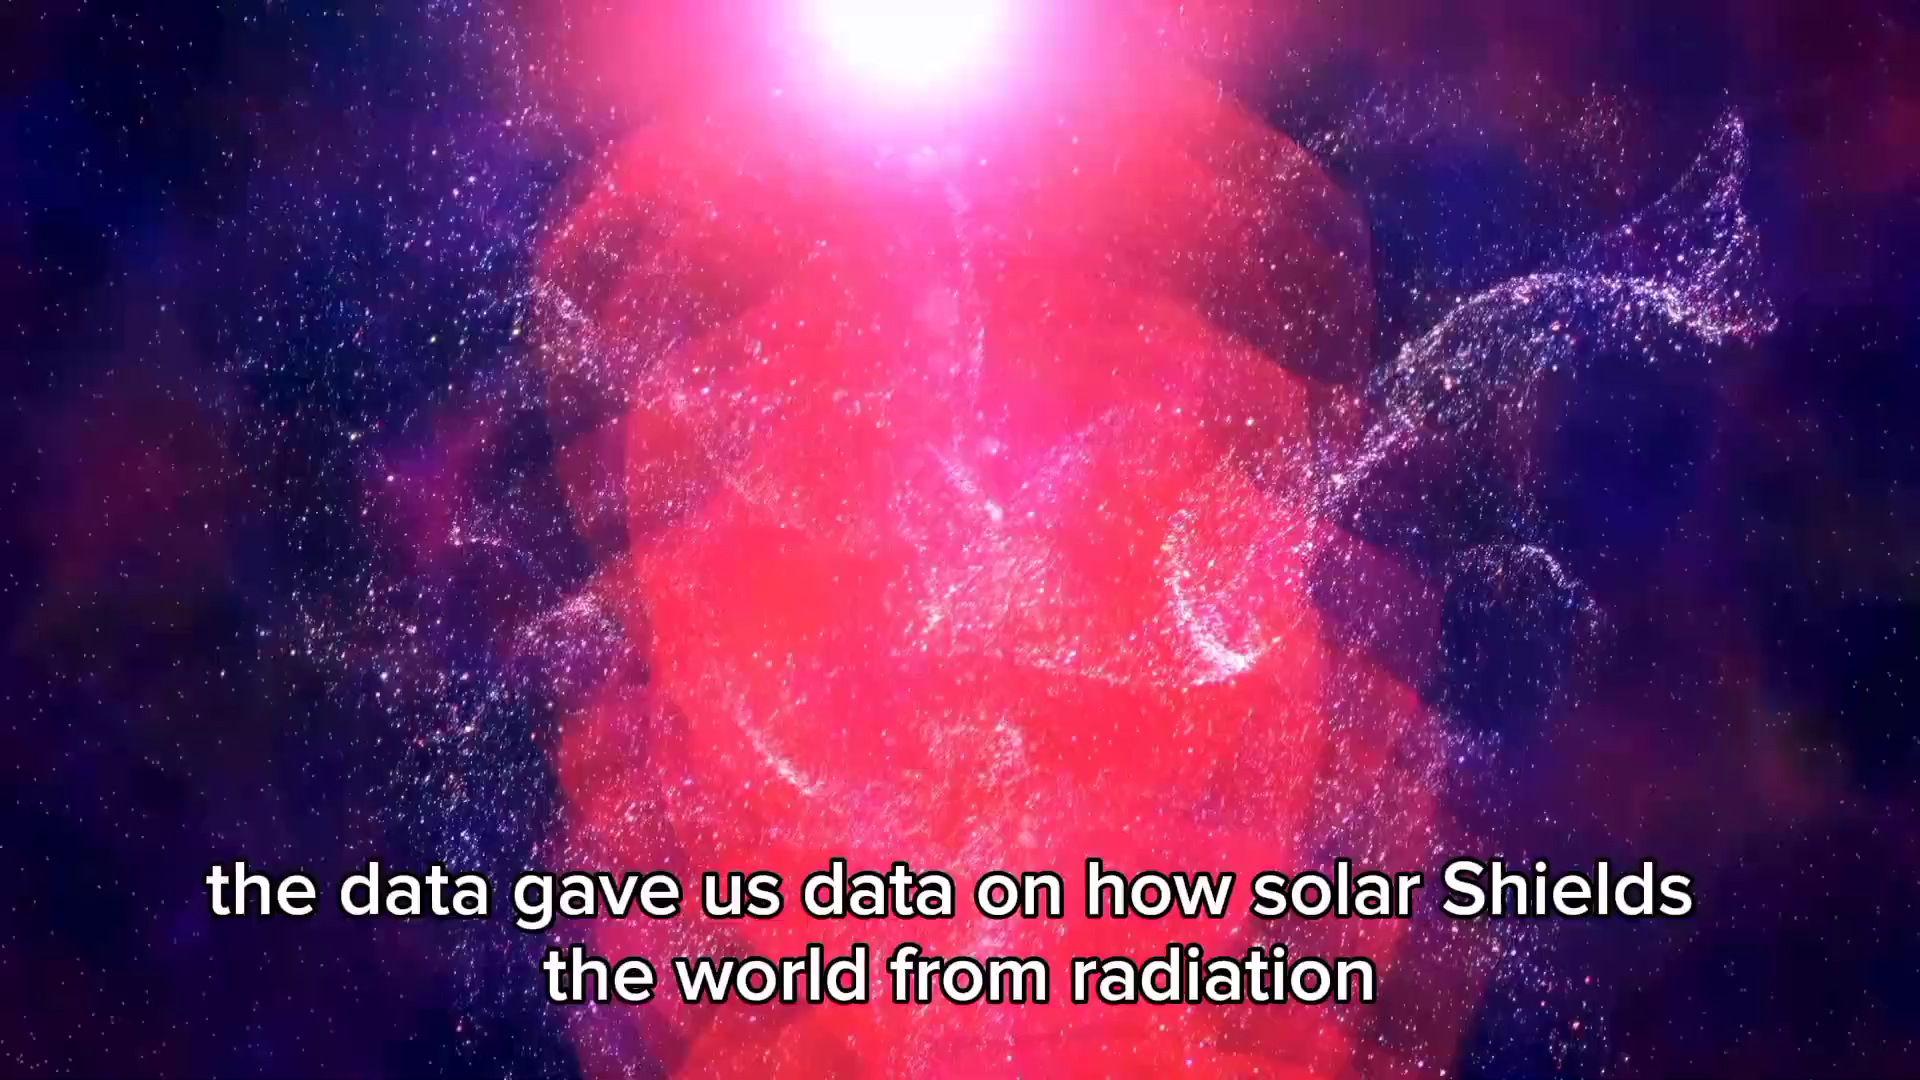 the data gave us data on how solar Shields
the world from radiation